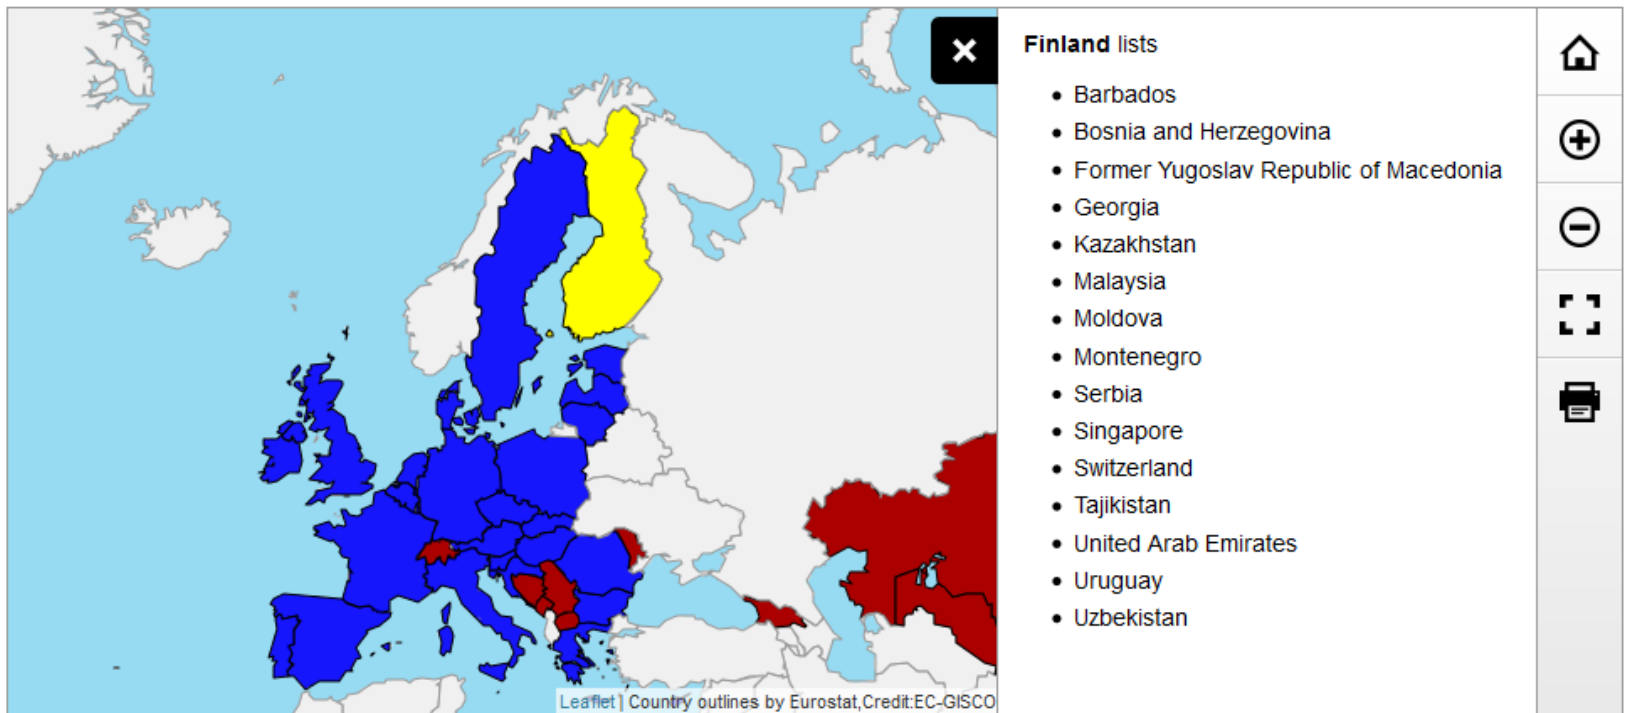 Finland lists
Barbados
Bosnia and Herzegovina
Former Yugoslav Republic of Macedonia
Georgia
Kazakhstan
Malaysia
Moldova
Montenegro
Serbia
Singapore
Switzerland
Tajikistan
United Arab Emirates
Uruguay
Uzbekistan
Leaflet | Country outlines by Eurostat,Credit:EC-GISCO